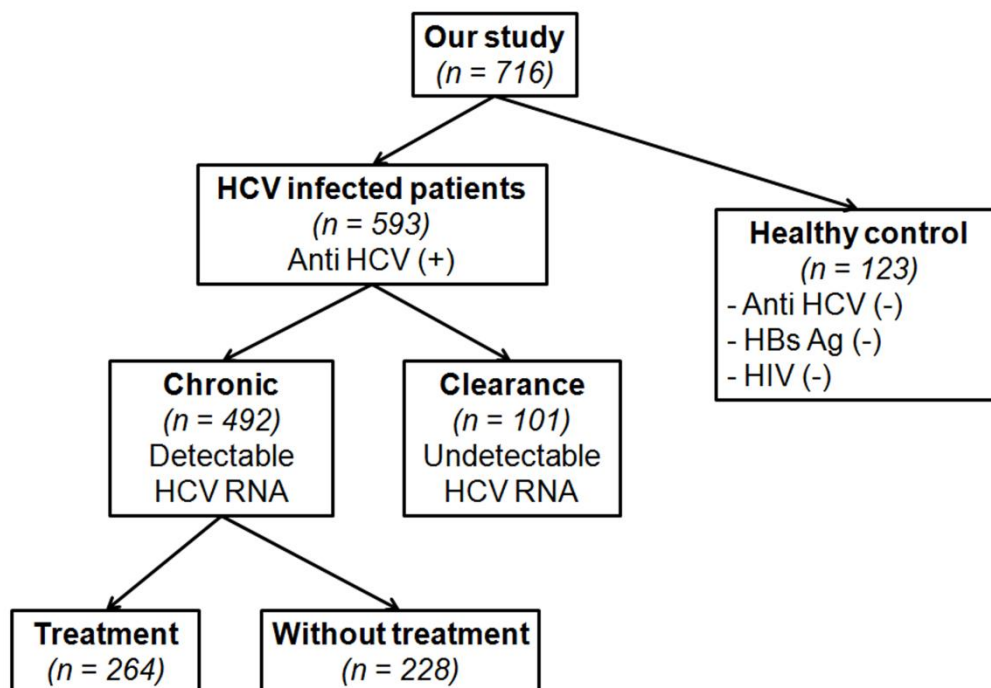 Our study
(n = 716)
HCV infected patients
(n = 593)
Anti HCV (+)
Healthy control
(n = 123)
- Anti HCV (-)
- HBs Ag (-)
- HIV (-)
Chronic
(n = 492)
Detectable
HCV RNA
Clearance
(n = 101)
Undetectable
HCV RNA
Treatment
(n = 264)
Without treatment
(n = 228)